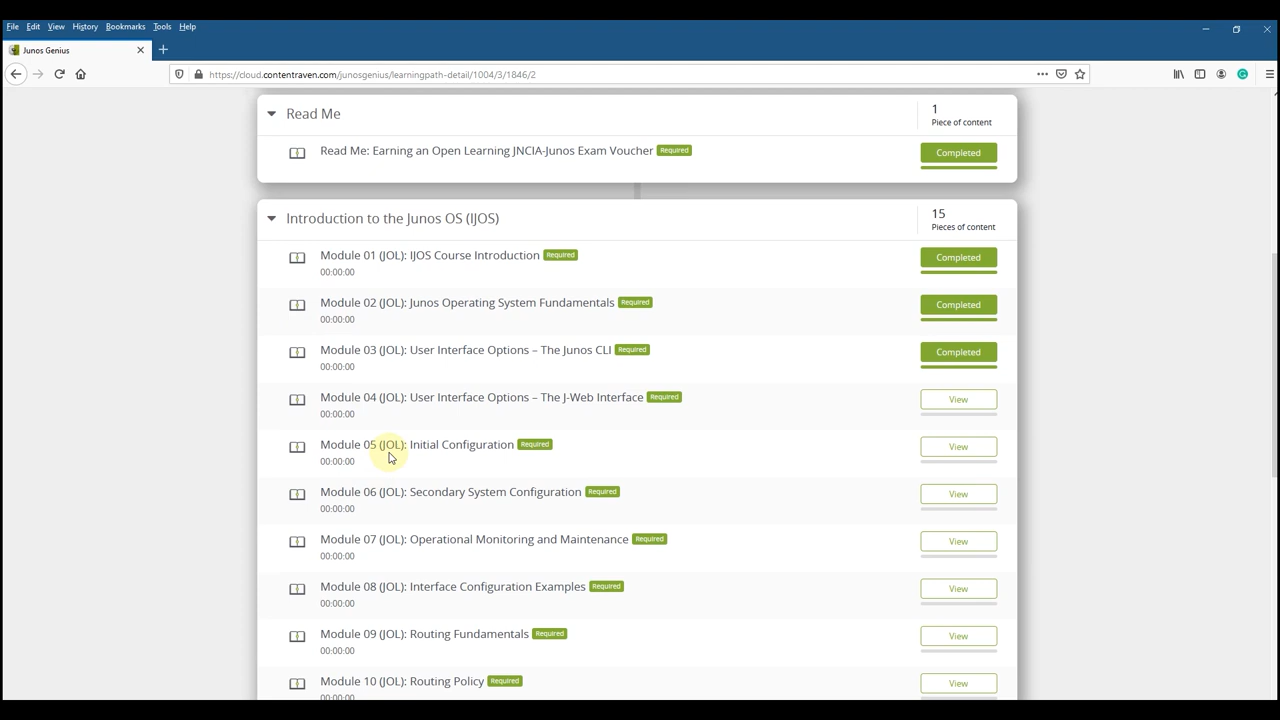 File Edit View History Bookmarks Tools Help
Junos Genius
https://cloud.contentraven.com/junosgenius/learningpath-detail/1004/3/1846/2
Read Me
1
Piece of content
Read Me: Earning an Open Learning JNCIA-Junos Exam Voucher Required
Completed
Introduction to the Junos OS (IJOS)
15
Pieces of content
Module 01 (JOL): IJOS Course Introduction Required
Completed
00:00:00
Module 02 (JOL): Junos Operating System Fundamentals Required
Completed
00:00:00
Module 03 (JOL): User Interface Options – The Junos CLI Required
Completed
00:00:00
Module 04 (JOL): User Interface Options – The J-Web Interface Required
View
00:00:00
Module 05 (JOL): Initial Configuration Required
View
00:00:00
Module 06 (JOL): Secondary System Configuration Required
View
00:00:00
Module 07 (JOL): Operational Monitoring and Maintenance Required
View
00:00:00
Module 08 (JOL): Interface Configuration Examples Required
View
00:00:00
Module 09 (JOL): Routing Fundamentals Required
View
00:00:00
Module 10 (JOL): Routing Policy Required
View
00:00:00